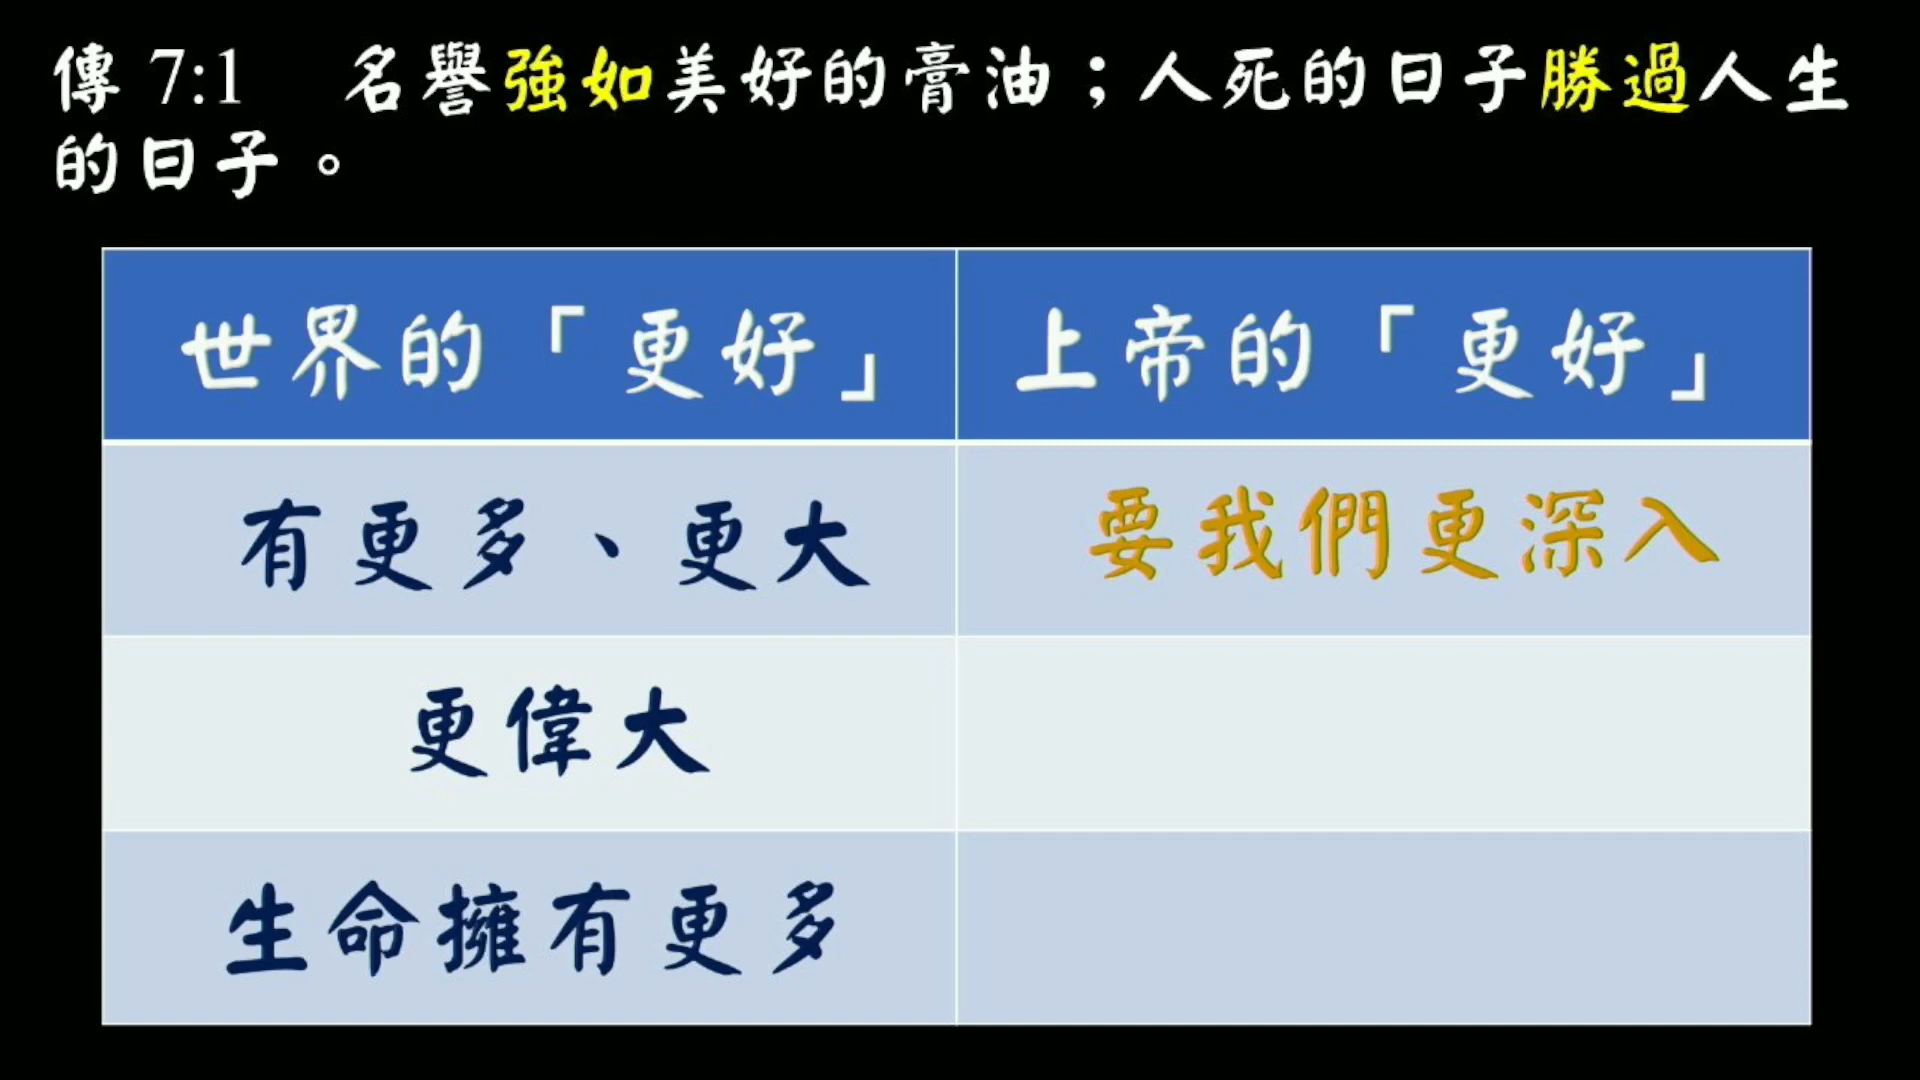 傳 7:1　名譽強如美好的膏油；人死的日子勝過人生
的日子。
世界的「更好」
上帝的「更好」
有更多、更大
要我們更深入
更偉大
生命擁有更多